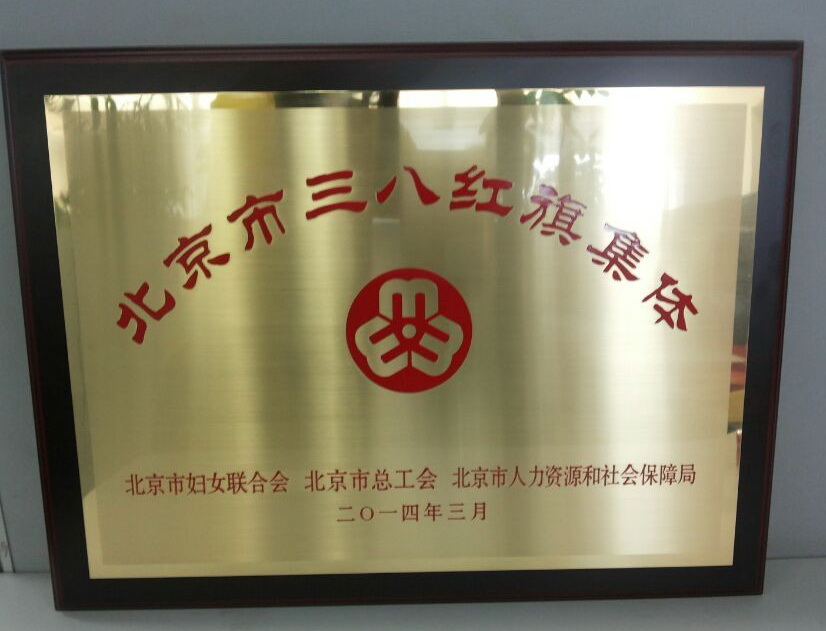 北京市三八红旗集体
北京市妇女联合会 北京市总工会 北京市人力资源和社会保障局
二〇一四年三月